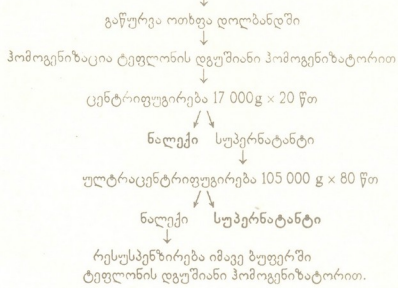 გაწურვა ოთხფა დოლბანდში
ჰომოგენიზაცია ტეფლონის დგუშიანი ჰომოგენიზატორით
ცენტრიფუგირება 17 000g × 20 წთ
ნალექი სუპერნატანტი
ულტრაცენტრიფუგირება 105 000 g × 80 წთ
ნალექი სუპერნატანტი
რესუსპენზირება იმავე ბუფერში
ტეფლონის დგუშიანი ჰომოგენიზატორით.